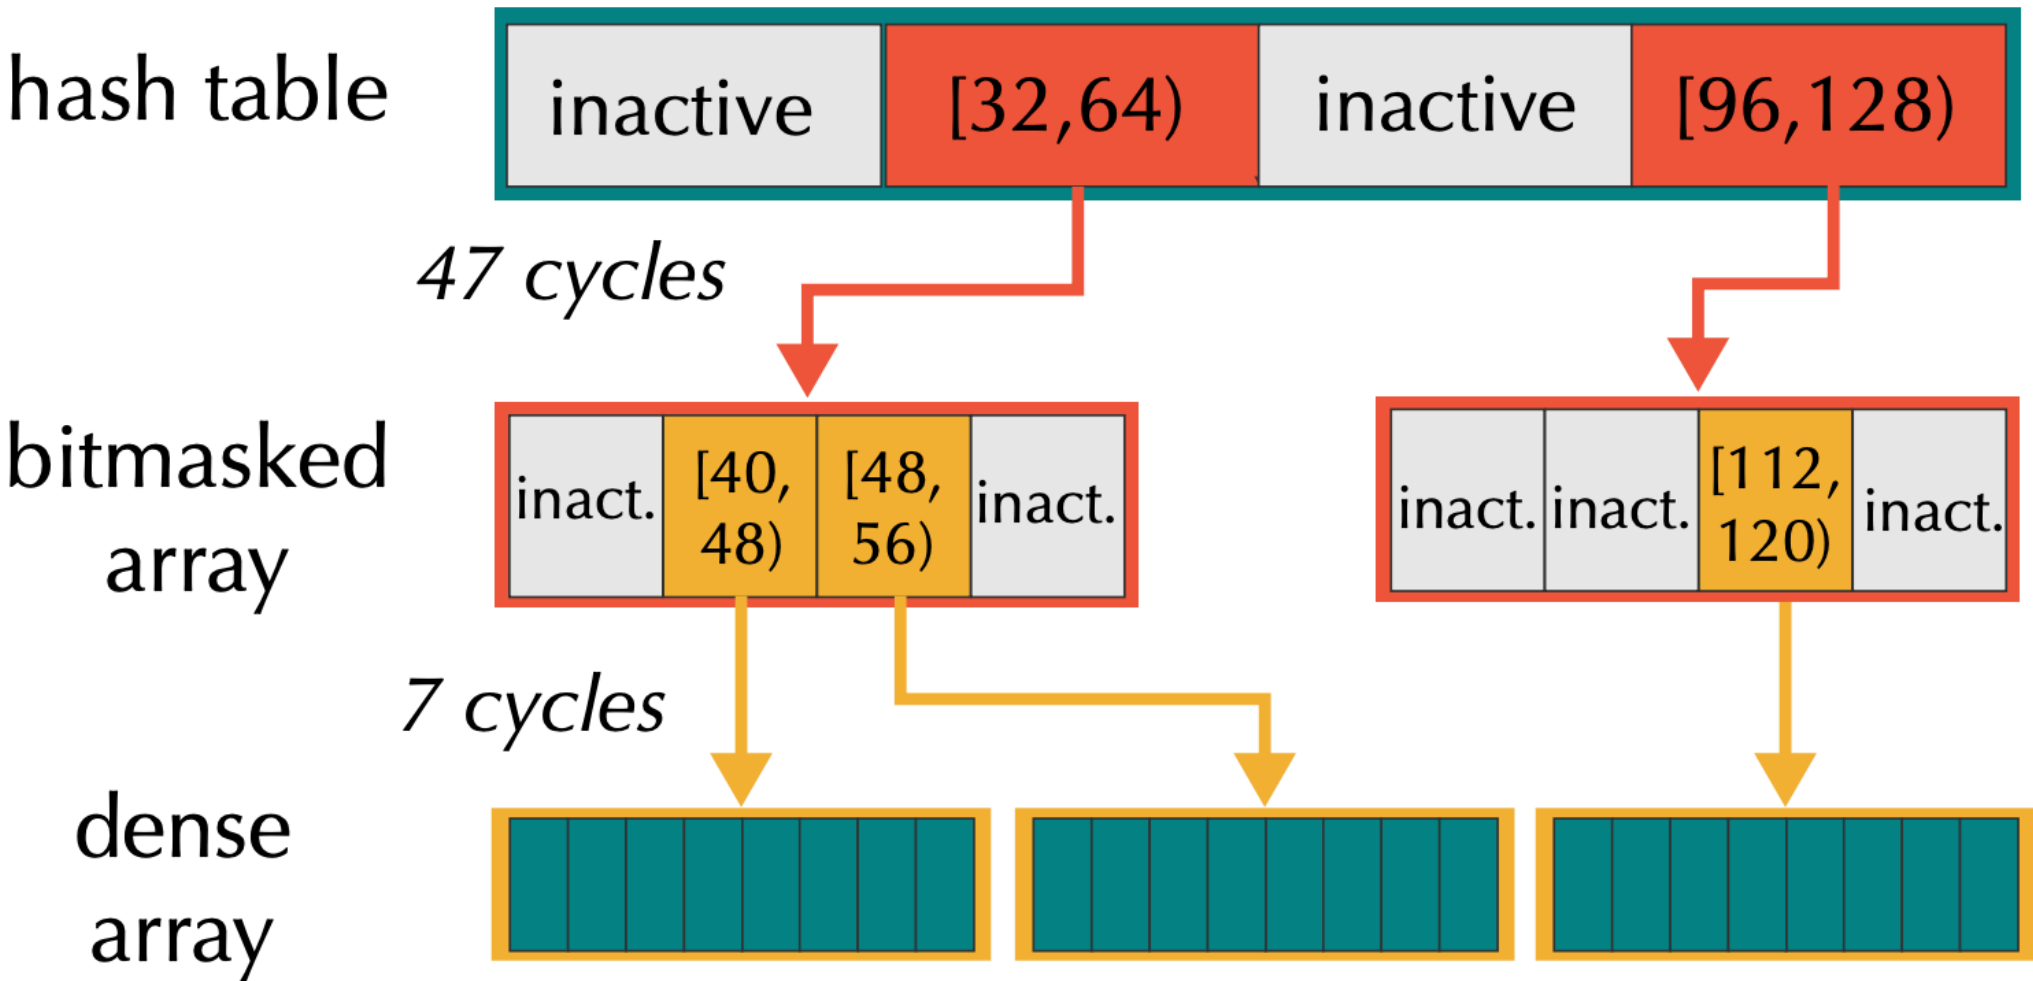 hash table
inactive
[32,64)
inactive
[96,128)
47 cycles
bitmasked
array
inact.
[40,
48)
[48,
56)
inact.
inact.
inact.
[112,
120)
inact.
7 cycles
dense
array